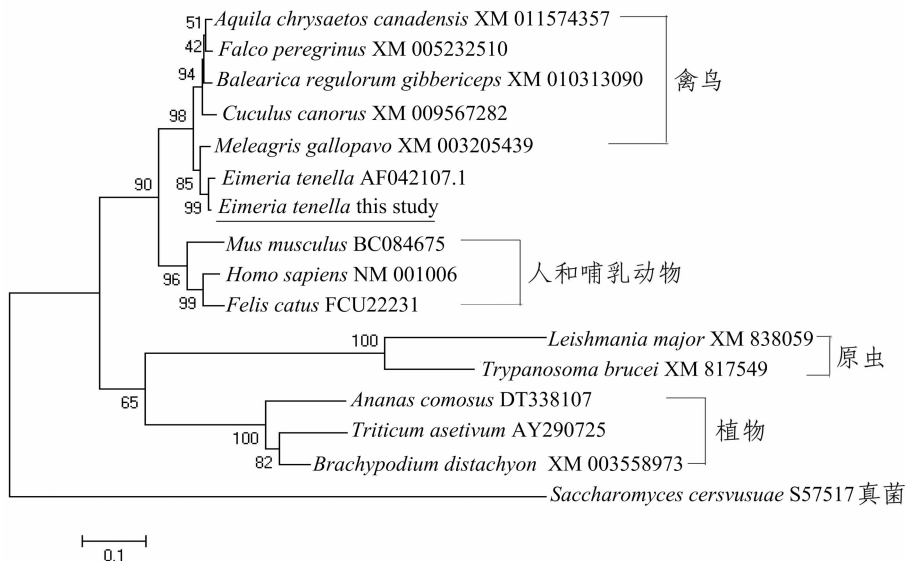 51
Aquila chrysaetos canadensis XM 011574357
42
Falco peregrinus XM 005232510
94
Balearica regulorum gibbericeps XM 010313090
禽鸟
98
Cuculus canorus XM 009567282
Meleagris gallopavo XM 003205439
90
85
Eimeria tenella AF042107.1
99
Eimeria tenella this study
Mus musculus BC084675
96
Homo sapiens NM 001006
人和哺乳动物
99
Felis catus FCU22231
100
Leishmania major XM 838059
原虫
Trypanosoma brucei XM 817549
65
Ananas comosus DT338107
100
Triticum asetivum AY290725
植物
82
Brachypodium distachyon XM 003558973
Saccharomyces cersvusuae S57517 真菌
0.1